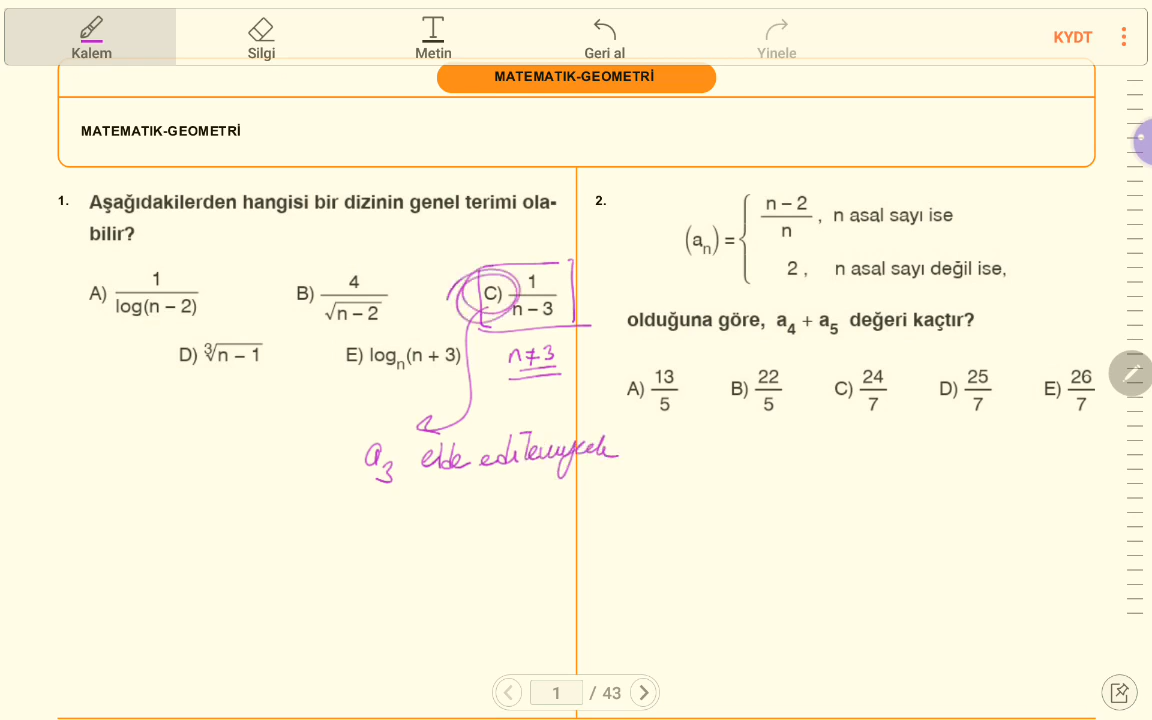 Kalem Silgi Metin Geri al Yinele KYDT
MATEMATIK-GEOMETRİ
MATEMATIK-GEOMETRİ
1. Aşağıdakilerden hangisi bir dizinin genel terimi ola-
bilir?
A) 1/log(n – 2) B) 4/√(n – 2) C) 1/(n – 3)
D) ∛(n – 1) E) logₙ(n + 3)
n≠3
a₃ elde edilemiyecek
2. (aₙ) = { (n – 2)/n , n asal sayı ise
2 , n asal sayı değil ise,
olduğuna göre, a₄ + a₅ değeri kaçtır?
A) 13/5 B) 22/5 C) 24/7 D) 25/7 E) 26/7
1 / 43